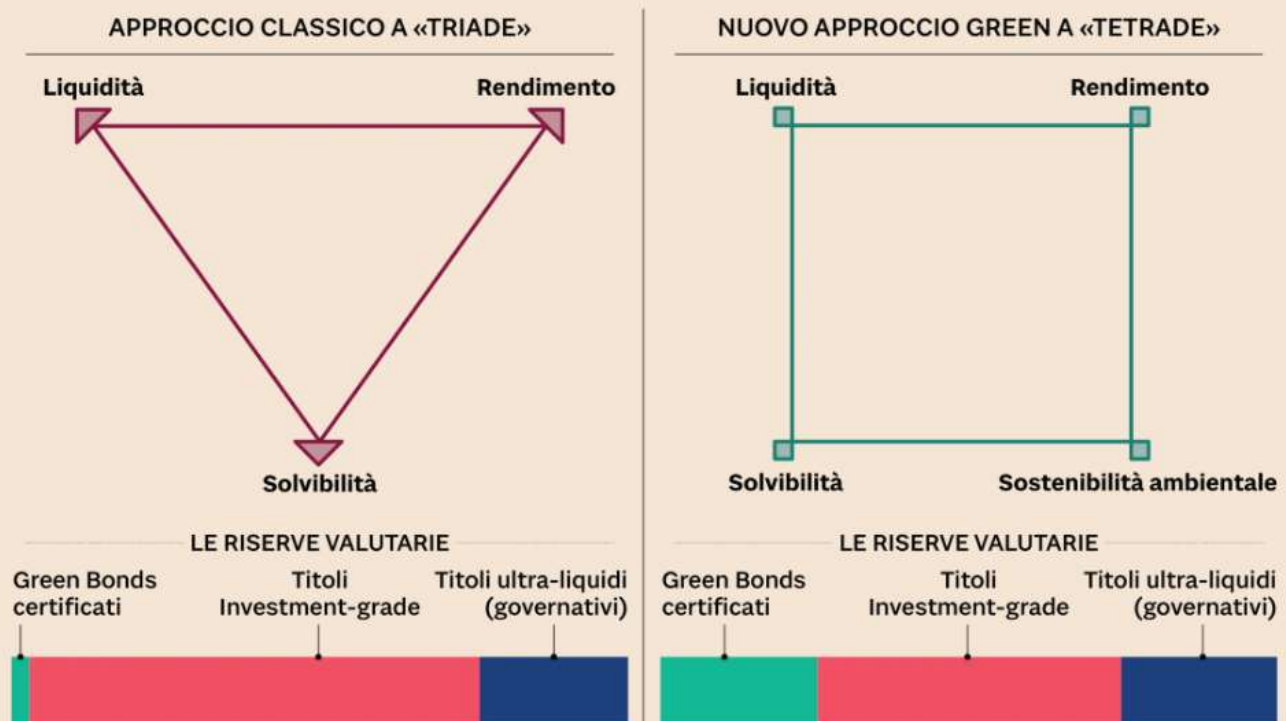 APPROCCIO CLASSICO A «TRIADE»
Liquidità
Rendimento
Solvibilità
LE RISERVE VALUTARIE
Green Bonds
certificati
Titoli
Investment-grade
Titoli ultra-liquidi
(governativi)
NUOVO APPROCCIO GREEN A «TETRADE»
Liquidità
Rendimento
Solvibilità
Sostenibilità ambientale
LE RISERVE VALUTARIE
Green Bonds
certificati
Titoli
Investment-grade
Titoli ultra-liquidi
(governativi)